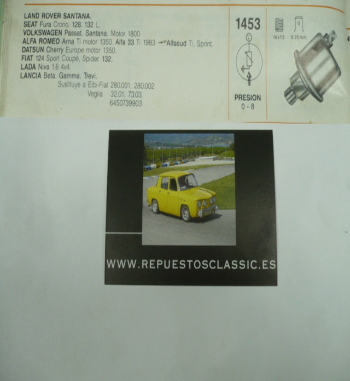 LAND ROVER SANTANA.
SEAT Fura Crono, 128, 132 L.
VOLKSWAGEN Passat, Santana. Motor 1800.
ALFA ROMEO Arna Ti motor 1350, Alfa 33 Ti 1983 → Alfasud Ti, Sprint.
DATSUN Cherry Europe motor 1350.
FIAT 124 Sport Coupé, Spider, 132.
LADA Niva 1.6 4x4.
LANCIA Beta, Gamma, Trevi.
Sustituye a Elbi-Fiat 280.001, 280.002
Veglia 32.01. 73.03.
6450739903
1453
PRESION
0 - 8
WWW.REPUESTOSCLASSIC.ES